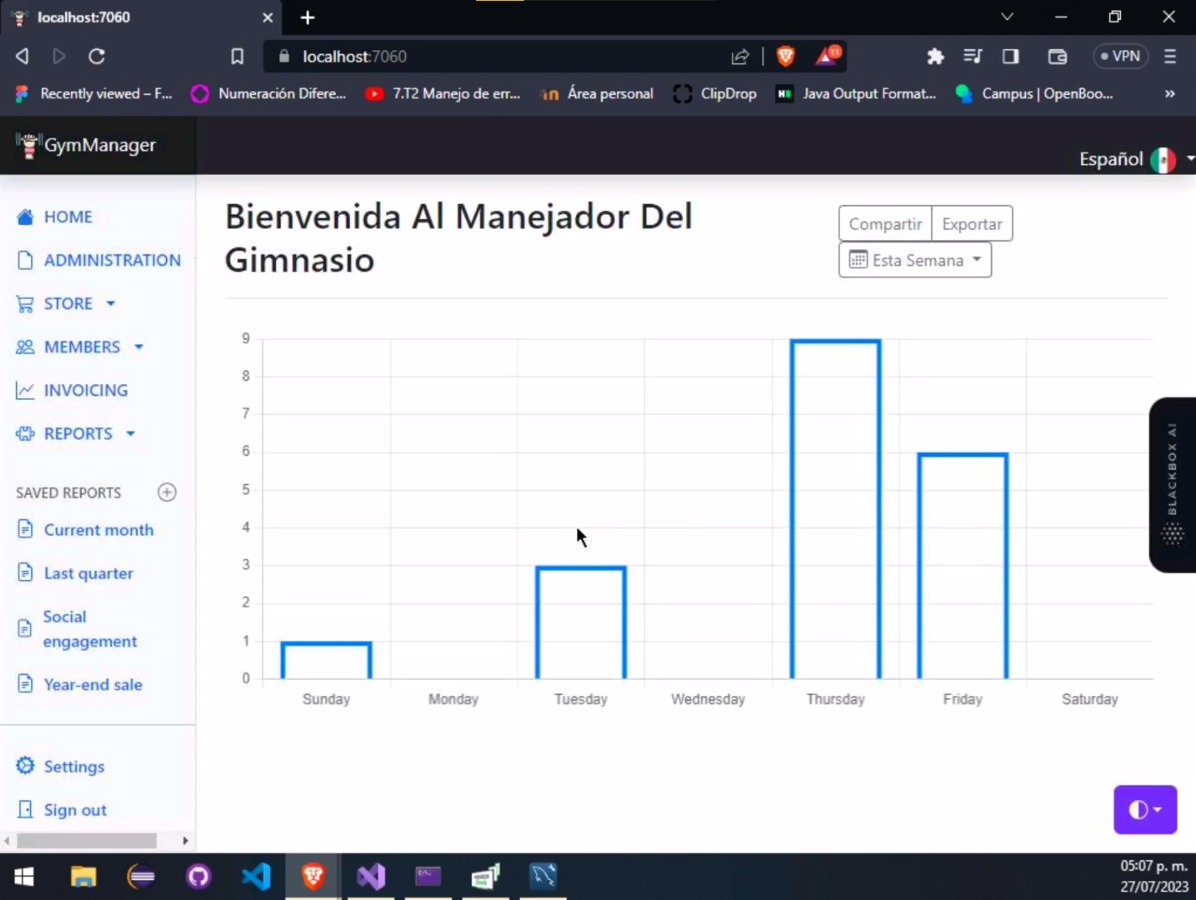 localhost:7060
localhost:7060
11
VPN
Recently viewed – F...
Numeración Difere...
7.T2 Manejo de err...
Área personal
ClipDrop
Java Output Format...
Campus | OpenBoo...
»
GymManager
Español
HOME
ADMINISTRATION
STORE
MEMBERS
INVOICING
REPORTS
SAVED REPORTS
Current month
Last quarter
Social
engagement
Year-end sale
Settings
Sign out
Bienvenida Al Manejador Del
Gimnasio
Compartir
Exportar
Esta Semana
9
8
7
6
5
4
3
2
1
0
Sunday Monday Tuesday Wednesday Thursday Friday Saturday
BLACKBOX AI
05:07 p. m.
27/07/2023